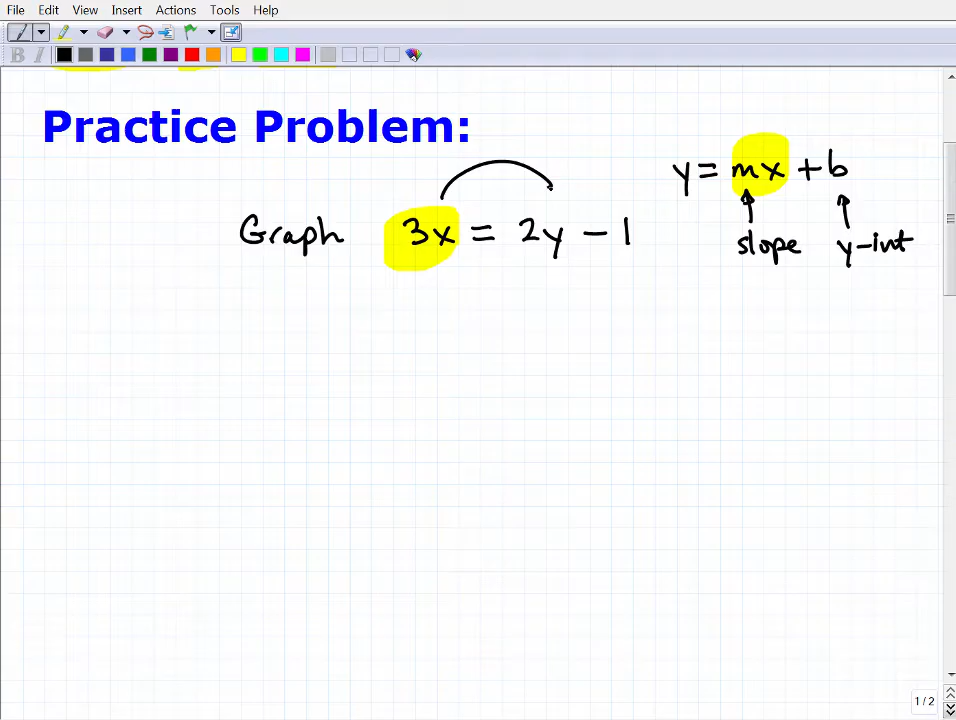 File Edit View Insert Actions Tools Help
B I
Practice Problem:
y = mx + b
Graph 3x = 2y - 1
slope y-int
1 / 2